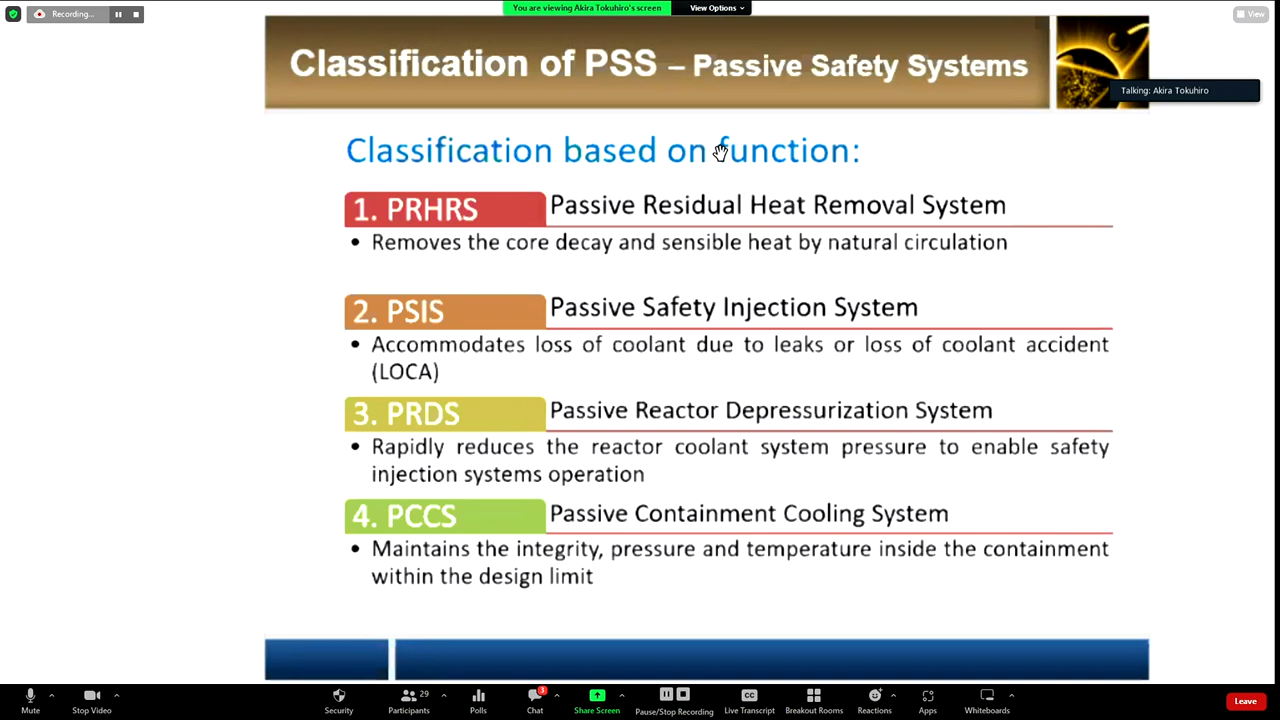 Recording...
You are viewing Akira Tokuhiro's screen
View Options
View
Classification of PSS – Passive Safety Systems
Talking: Akira Tokuhiro
Classification based on function:
1. PRHRS Passive Residual Heat Removal System
• Removes the core decay and sensible heat by natural circulation
2. PSIS Passive Safety Injection System
• Accommodates loss of coolant due to leaks or loss of coolant accident
(LOCA)
3. PRDS Passive Reactor Depressurization System
• Rapidly reduces the reactor coolant system pressure to enable safety
injection systems operation
4. PCCS Passive Containment Cooling System
• Maintains the integrity, pressure and temperature inside the containment
within the design limit
29 3
Mute Stop Video Security Participants Polls Chat Share Screen Pause/Stop Recording CC Live Transcript Breakout Rooms Reactions Apps Whiteboards Leave